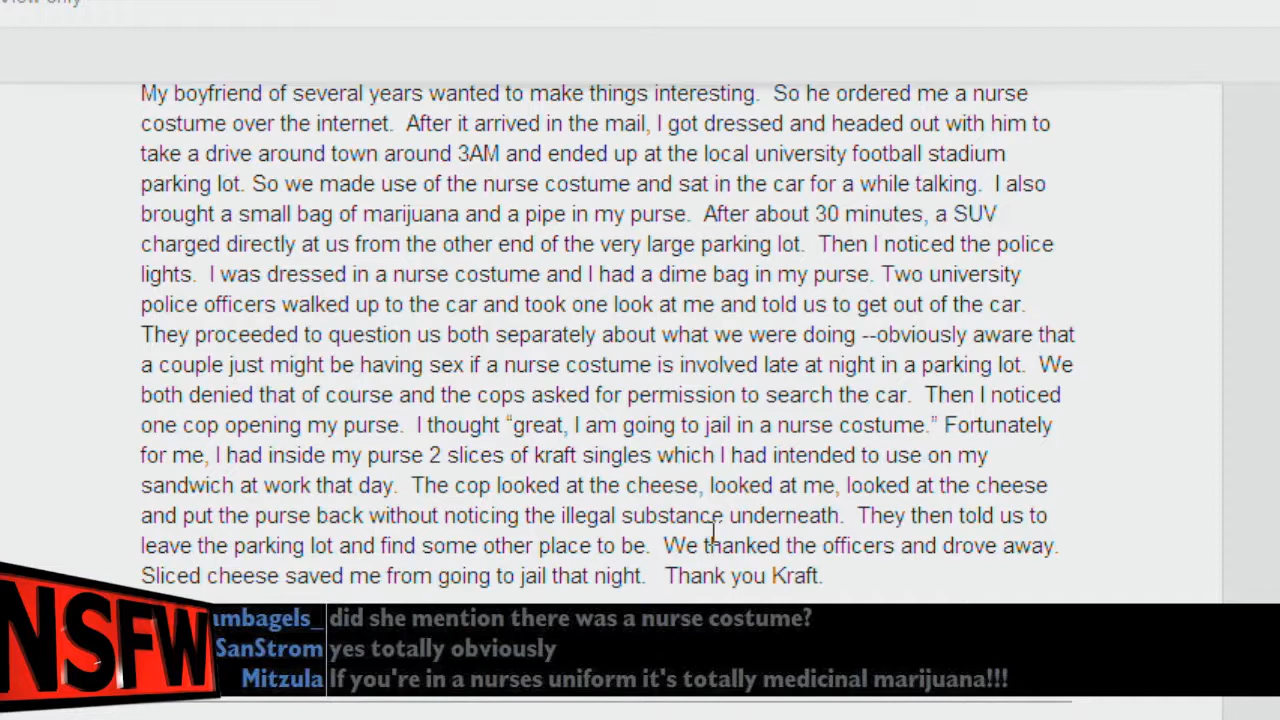 View only
My boyfriend of several years wanted to make things interesting.  So he ordered me a nurse
costume over the internet.  After it arrived in the mail, I got dressed and headed out with him to
take a drive around town around 3AM and ended up at the local university football stadium
parking lot. So we made use of the nurse costume and sat in the car for a while talking.  I also
brought a small bag of marijuana and a pipe in my purse.  After about 30 minutes, a SUV
charged directly at us from the other end of the very large parking lot.  Then I noticed the police
lights.  I was dressed in a nurse costume and I had a dime bag in my purse. Two university
police officers walked up to the car and took one look at me and told us to get out of the car.
They proceeded to question us both separately about what we were doing --obviously aware that
a couple just might be having sex if a nurse costume is involved late at night in a parking lot.  We
both denied that of course and the cops asked for permission to search the car.  Then I noticed
one cop opening my purse.  I thought “great, I am going to jail in a nurse costume.” Fortunately
for me, I had inside my purse 2 slices of kraft singles which I had intended to use on my
sandwich at work that day.  The cop looked at the cheese, looked at me, looked at the cheese
and put the purse back without noticing the illegal substance underneath.  They then told us to
leave the parking lot and find some other place to be.  We thanked the officers and drove away.
Sliced cheese saved me from going to jail that night.   Thank you Kraft.
NSFW
ambagels_ did she mention there was a nurse costume?
SanStrom yes totally obviously
Mitzula If you're in a nurses uniform it's totally medicinal marijuana!!!